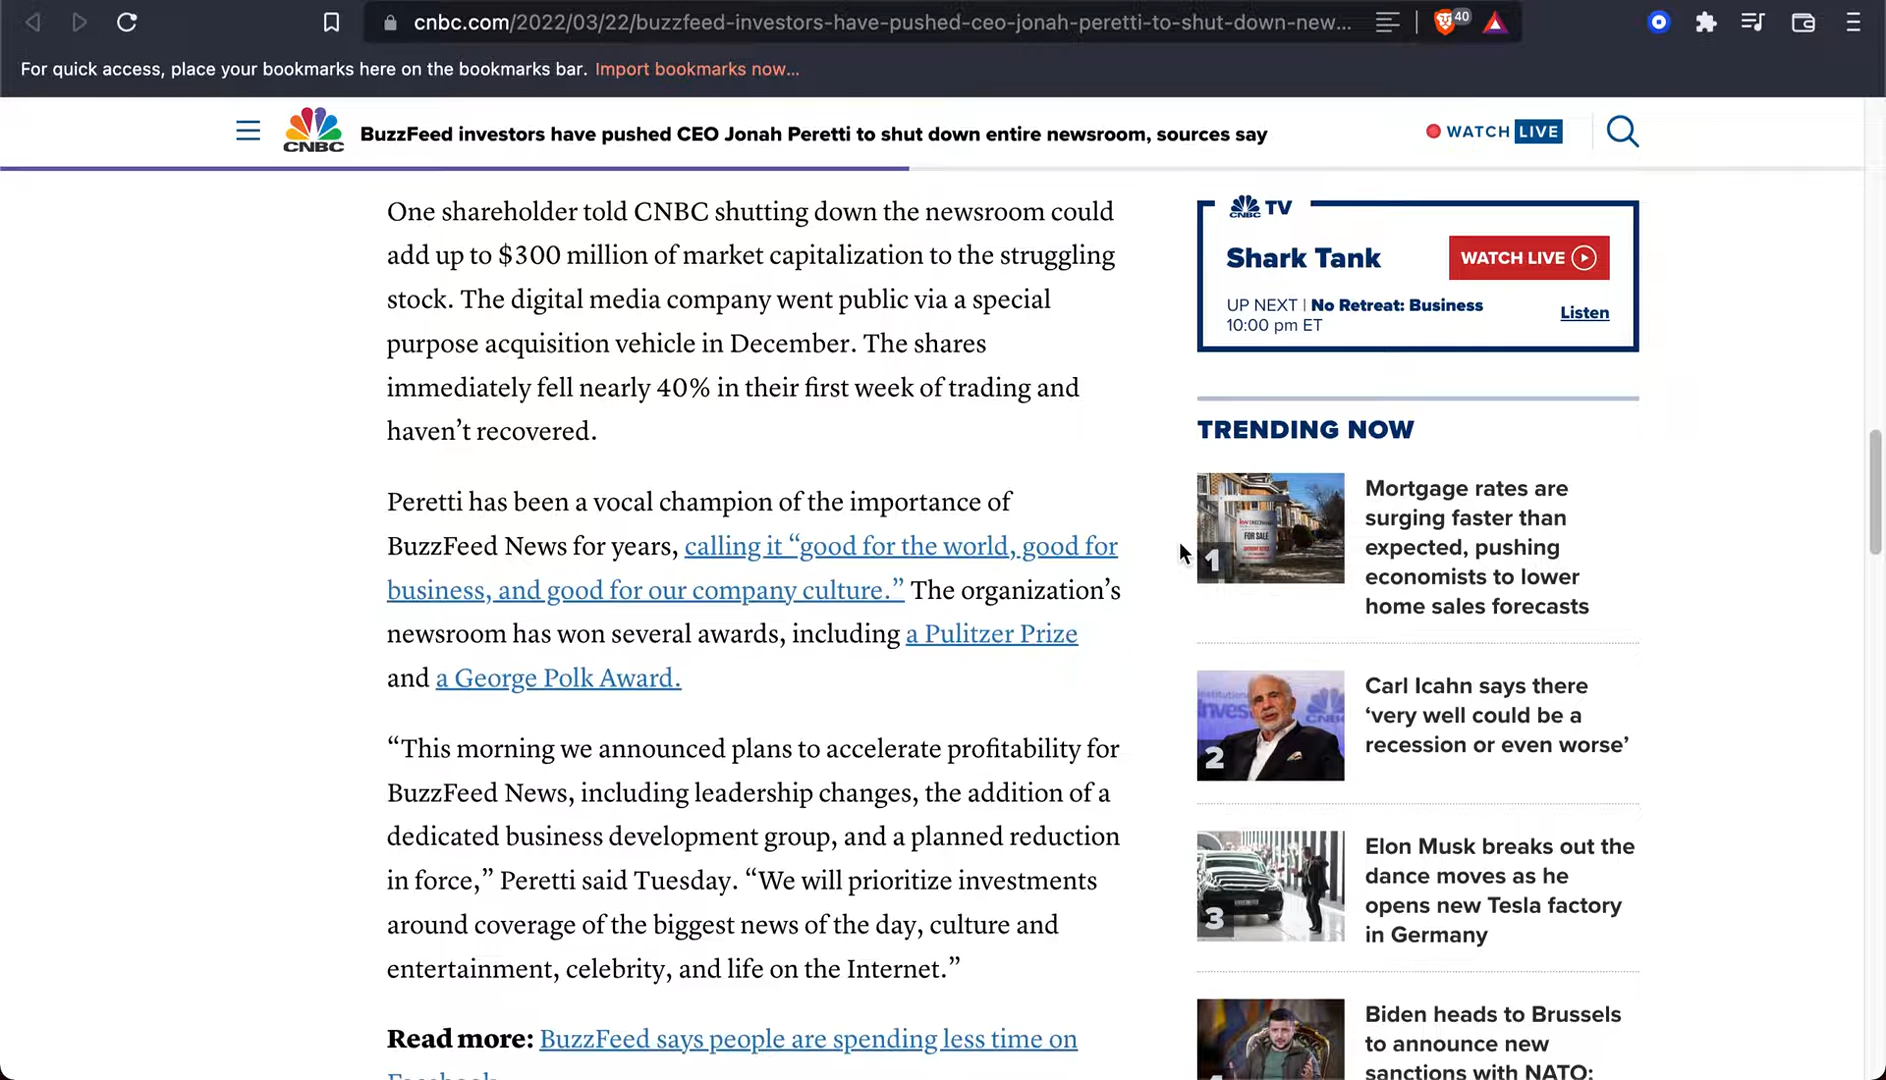 cnbc.com/2022/03/22/buzzfeed-investors-have-pushed-ceo-jonah-peretti-to-shut-down-new...
40
For quick access, place your bookmarks here on the bookmarks bar. Import bookmarks now...
CNBC
BuzzFeed investors have pushed CEO Jonah Peretti to shut down entire newsroom, sources say
WATCH LIVE
One shareholder told CNBC shutting down the newsroom could
add up to $300 million of market capitalization to the struggling
stock. The digital media company went public via a special
purpose acquisition vehicle in December. The shares
immediately fell nearly 40% in their first week of trading and
haven’t recovered.
Peretti has been a vocal champion of the importance of
BuzzFeed News for years, calling it “good for the world, good for
business, and good for our company culture.” The organization’s
newsroom has won several awards, including a Pulitzer Prize
and a George Polk Award.
“This morning we announced plans to accelerate profitability for
BuzzFeed News, including leadership changes, the addition of a
dedicated business development group, and a planned reduction
in force,” Peretti said Tuesday. “We will prioritize investments
around coverage of the biggest news of the day, culture and
entertainment, celebrity, and life on the Internet.”
Read more: BuzzFeed says people are spending less time on
Facebook
CNBC TV
Shark Tank
WATCH LIVE
UP NEXT | No Retreat: Business
10:00 pm ET
Listen
TRENDING NOW
FOR SALE
1
Mortgage rates are
surging faster than
expected, pushing
economists to lower
home sales forecasts
2
Carl Icahn says there
‘very well could be a
recession or even worse’
3
Elon Musk breaks out the
dance moves as he
opens new Tesla factory
in Germany
Biden heads to Brussels
to announce new
sanctions with NATO: